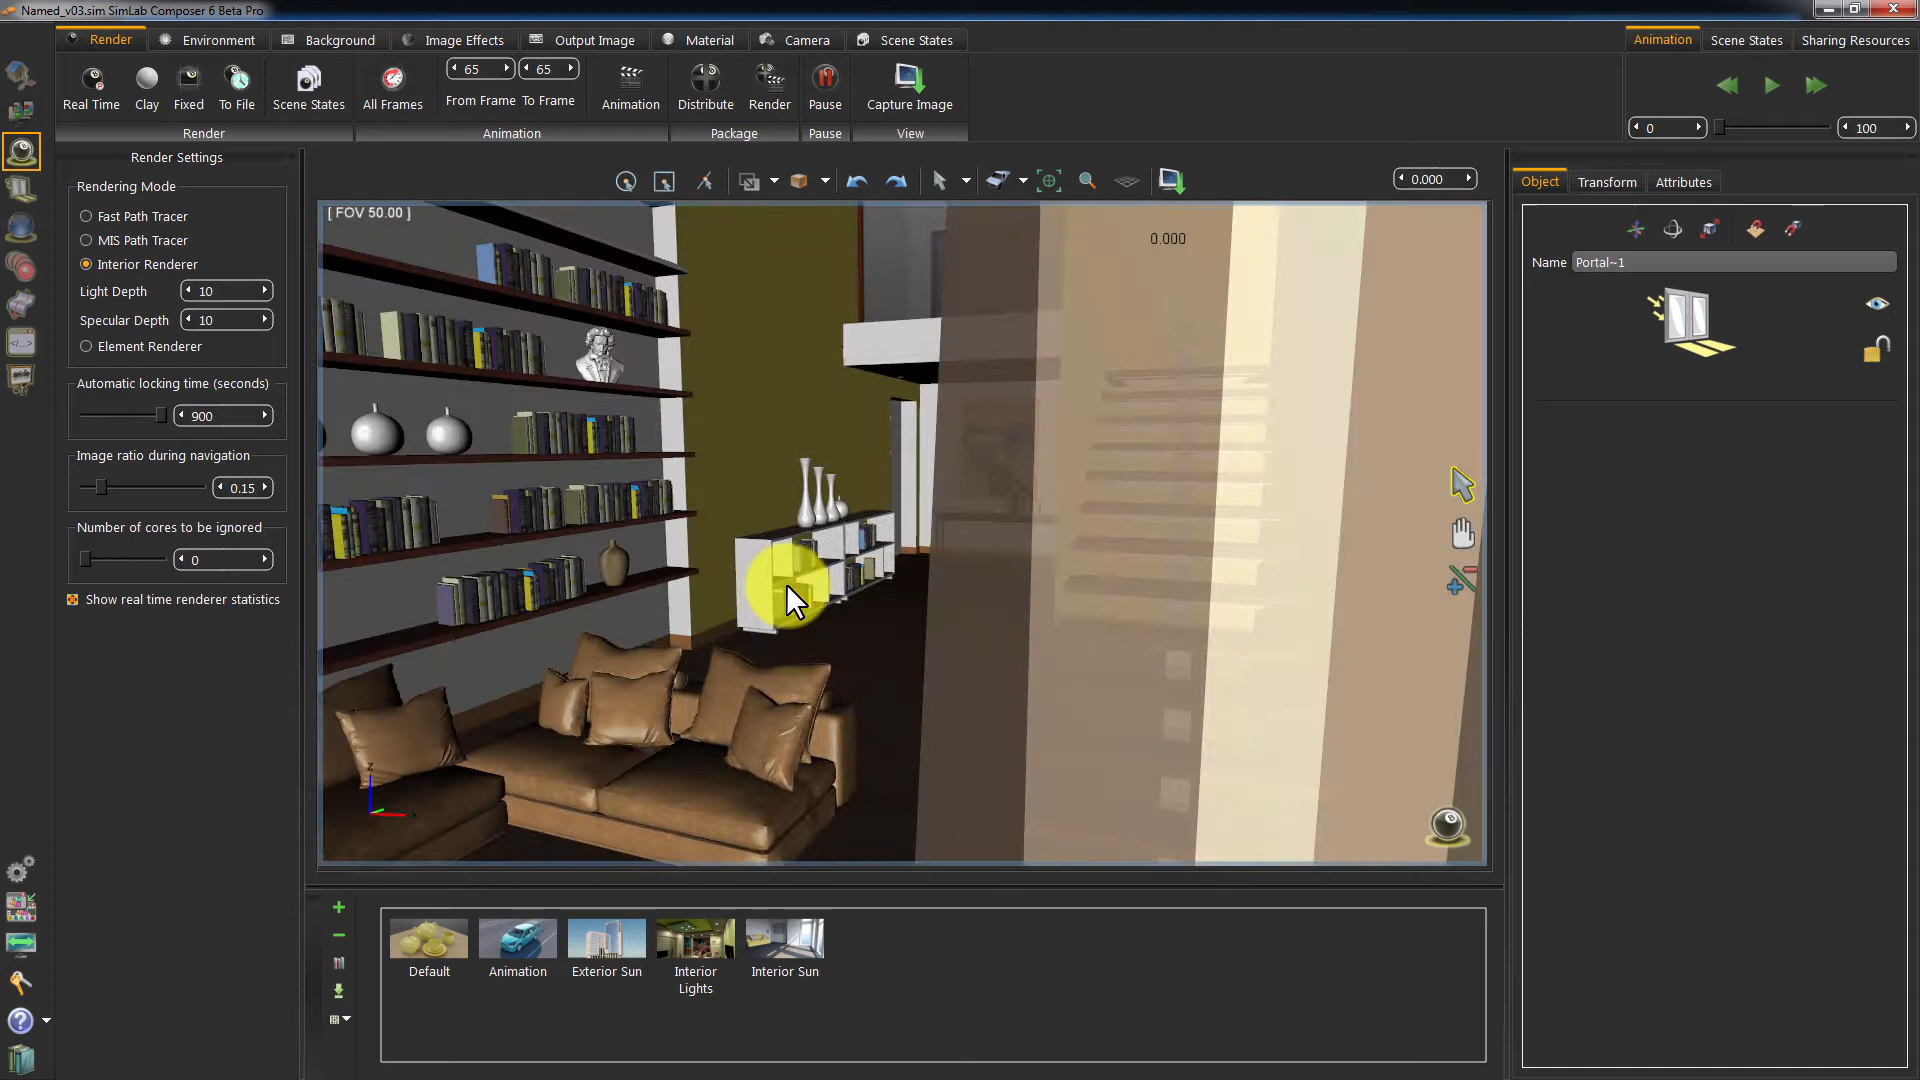 Named_v03.sim SimLab Composer 6 Beta Pro
Render
Environment
Background
Image Effects
Output Image
Material
Camera
Scene States
Animation
Scene States
Sharing Resources
65
65
Real Time
Clay
Fixed
To File
Scene States
All Frames
From Frame
To Frame
Animation
Distribute
Render
Pause
Capture Image
0
100
Render
Animation
Package
Pause
View
Render Settings
Rendering Mode
Fast Path Tracer
MIS Path Tracer
Interior Renderer
Light Depth
10
Specular Depth
10
Element Renderer
Automatic locking time (seconds)
900
Image ratio during navigation
0.15
Number of cores to be ignored
0
Show real time renderer statistics
0.000
[ FOV 50.00 ]
0.000
Z
Object
Transform
Attributes
Name
Portal~1
Default
Animation
Exterior Sun
Interior
Lights
Interior Sun